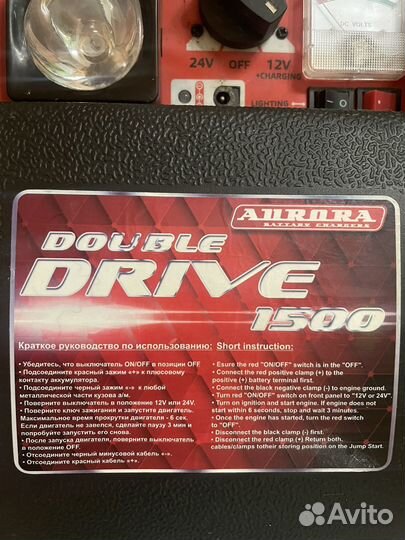 DC VOLTS
24V OFF 12V
+CHARGING
LIGHTING
AURORA
BATTERY CHARGERS
DOUBLE
DRIVE
1500
Краткое руководство по использованию: Short instruction:
• Убедитесь, что выключатель ON/OFF в позиции OFF
• Подсоедините красный зажим «+» к плюсовому
контакту аккумулятора.
• Подсоедините черный зажим «-» к любой
металлической части кузова а/м.
• Поверните выключатель в положение 12V или 24V.
• Поверните ключ зажигания и запустите двигатель.
Максимальное время прокрутки двигателя - 6 сек.
Если двигатель не завелся, сделайте паузу 3 мин и
попробуйте запустить его снова.
• После запуска двигателя, поверните выключатель
в положение OFF.
• Отсоедините черный минусовой кабель «-».
• Отсоедините красный кабель «+».
• Esure the red "ON/OFF" switch is in the "OFF".
• Connect the red positive clamp (+) to the
positive (+) battery terminal first.
• Connect the black negative clamp (-) to engine ground.
• Turn red "ON/OFF" switch on front panel to "12V or 24V".
• Turn on ignition and start engine. If engine does not
start within 6 seconds, stop and wait 3 minutes.
• Once the engine has started, turn the red switch
to "OFF".
• Disconnect the black clamp (-) first.
• Disconnect the red clamp (+) Return both.
cables/clamps totheir storing position on the Jump Start.
Avito